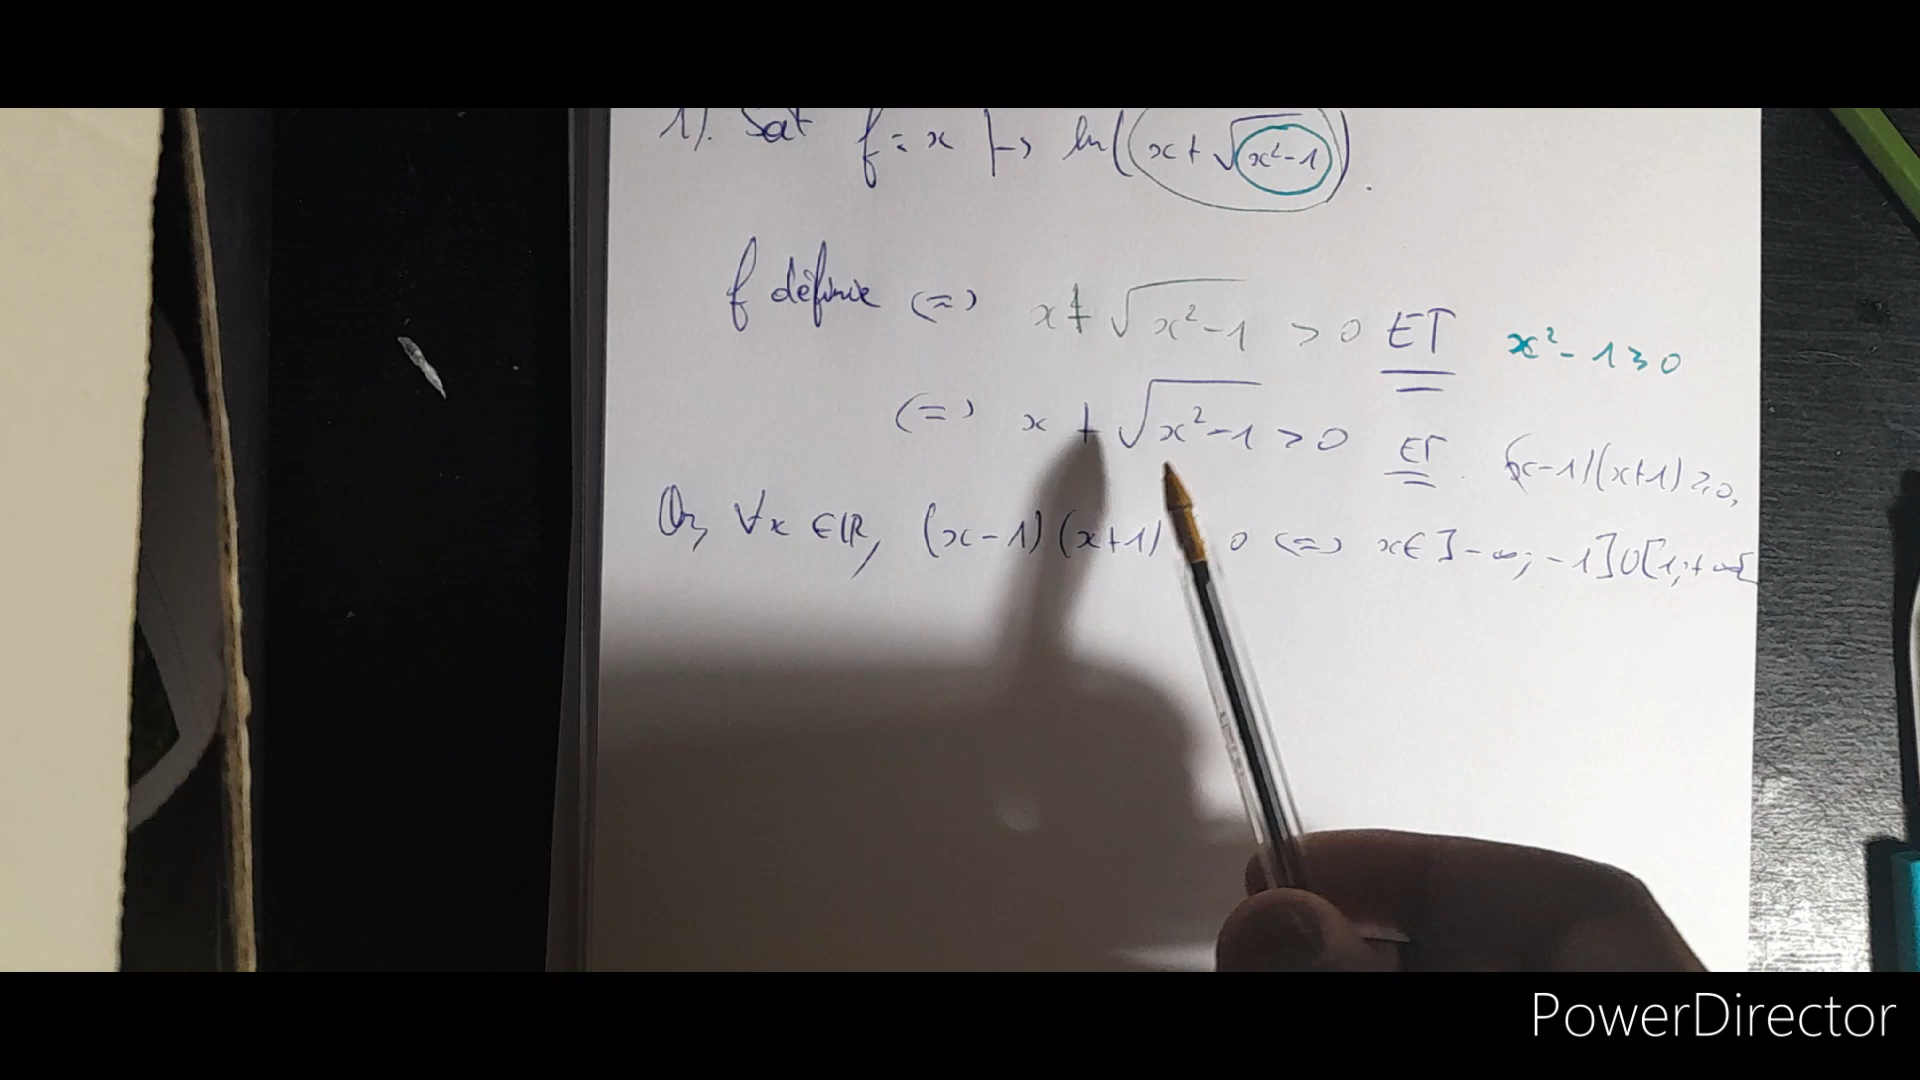 1). Soit f: x ↦ ln(x+√x²-1).
f définie (=) x + √x²-1 > 0 ET x²-1≥0
(=) x + √x²-1 > 0 ET (x-1)(x+1)≥0,
Or, ∀x ∈ℝ, (x-1)(x+1) 0 (=) x∈]-∞;-1]∪[1;+∞[
PowerDirector